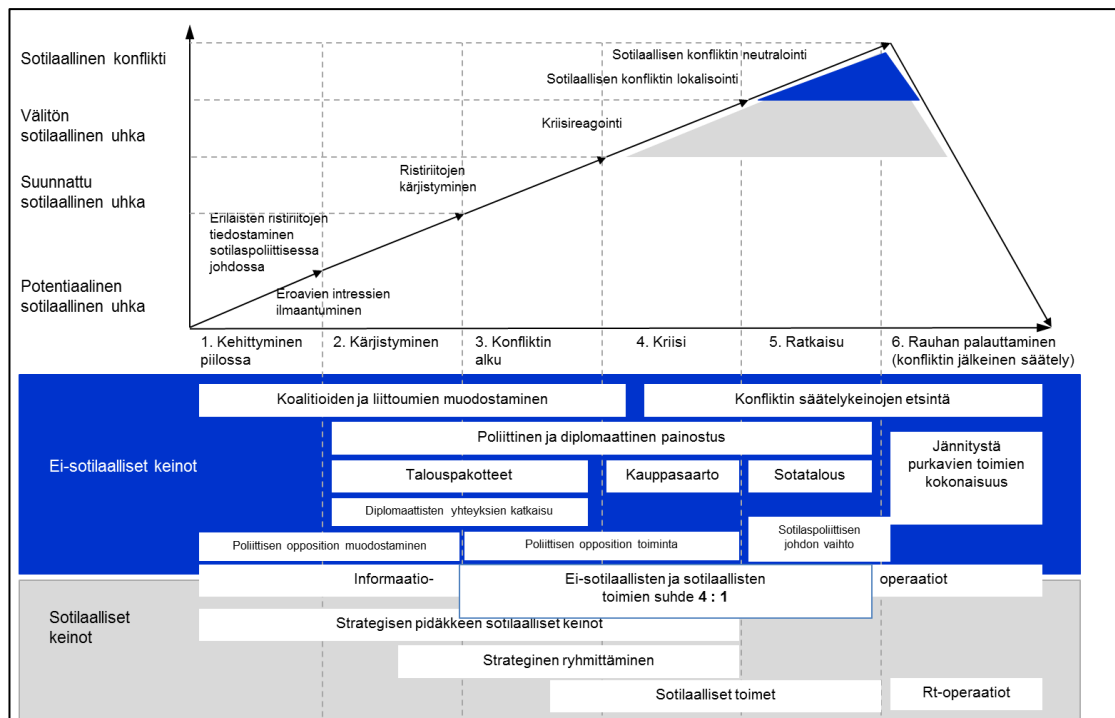 Sotilaallinen konflikti
Välitön
sotilaallinen uhka
Suunnattu
sotilaallinen uhka
Potentiaalinen
sotilaallinen uhka
Sotilaallisen konfliktin neutralointi
Sotilaallisen konfliktin lokalisointi
Kriisireagointi
Ristiriitojen
kärjistyminen
Erilaisten ristiriitojen
tiedostaminen
sotilaspoliittisessa
johdossa
Eroavien intressien
ilmaantuminen
1. Kehittyminen
piilossa
2. Kärjistyminen
3. Konfliktin
alku
4. Kriisi
5. Ratkaisu
6. Rauhan palauttaminen
(konfliktin jälkeinen säätely)
Ei-sotilaalliset keinot
Koalitioiden ja liittoumien muodostaminen
Konfliktin säätelykeinojen etsintä
Poliittinen ja diplomaattinen painostus
Jännitystä
purkavien toimien
kokonaisuus
Talouspakotteet
Kauppasaarto
Sotatalous
Diplomaattisten yhteyksien katkaisu
Sotilaspoliittisen
johdon vaihto
Poliittisen opposition muodostaminen
Poliittisen opposition toiminta
Informaatio-
Ei-sotilaallisten ja sotilaallisten
toimien suhde 4 : 1
operaatiot
Sotilaalliset
keinot
Strategisen pidäkkeen sotilaalliset keinot
Strateginen ryhmittäminen
Sotilaalliset toimet
Rt-operaatiot